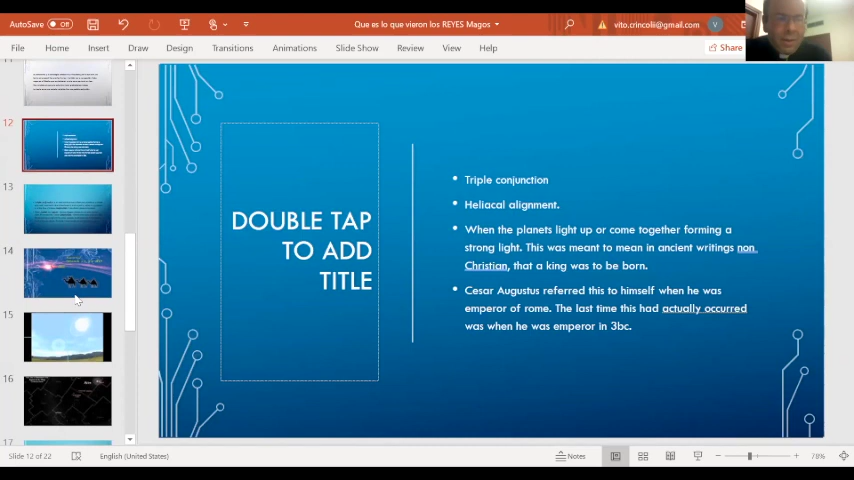 AutoSave Off
Que es lo que vieron los REYES Magos
vito.crincolii@gmail.com
V
File Home Insert Draw Design Transitions Animations Slide Show Review View Help
Share
12
13
14
15
16
17
DOUBLE TAP
TO ADD
TITLE
• Triple conjunction
• Heliacal alignment.
• When the planets light up or come together forming a
strong light. This was meant to mean in ancient writings non
Christian, that a king was to be born.
• Cesar Augustus referred this to himself when he was
emperor of rome. The last time this had actually occurred
was when he was emperor in 3bc.
Slide 12 of 22
English (United States)
Notes
78%